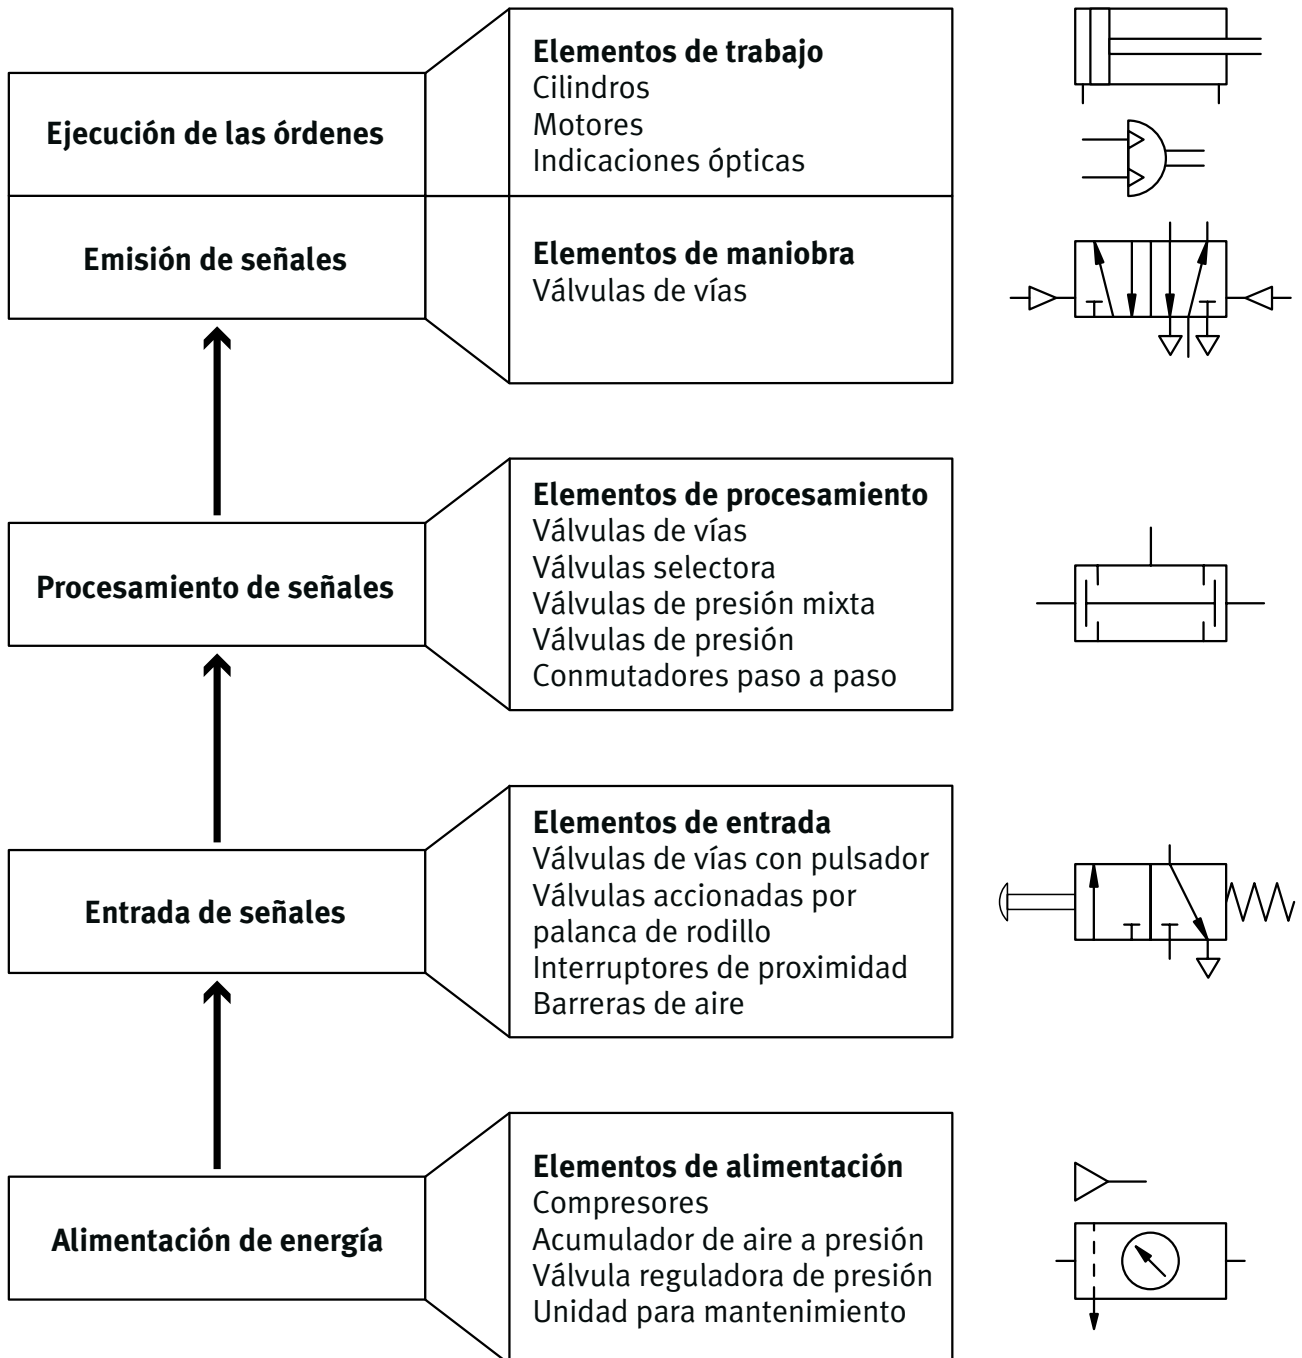 Ejecución de las órdenes
Elementos de trabajo
Cilindros
Motores
Indicaciones ópticas
Emisión de señales
Elementos de maniobra
Válvulas de vías
Procesamiento de señales
Elementos de procesamiento
Válvulas de vías
Válvulas selectora
Válvulas de presión mixta
Válvulas de presión
Conmutadores paso a paso
Entrada de señales
Elementos de entrada
Válvulas de vías con pulsador
Válvulas accionadas por
palanca de rodillo
Interruptores de proximidad
Barreras de aire
Alimentación de energía
Elementos de alimentación
Compresores
Acumulador de aire a presión
Válvula reguladora de presión
Unidad para mantenimiento